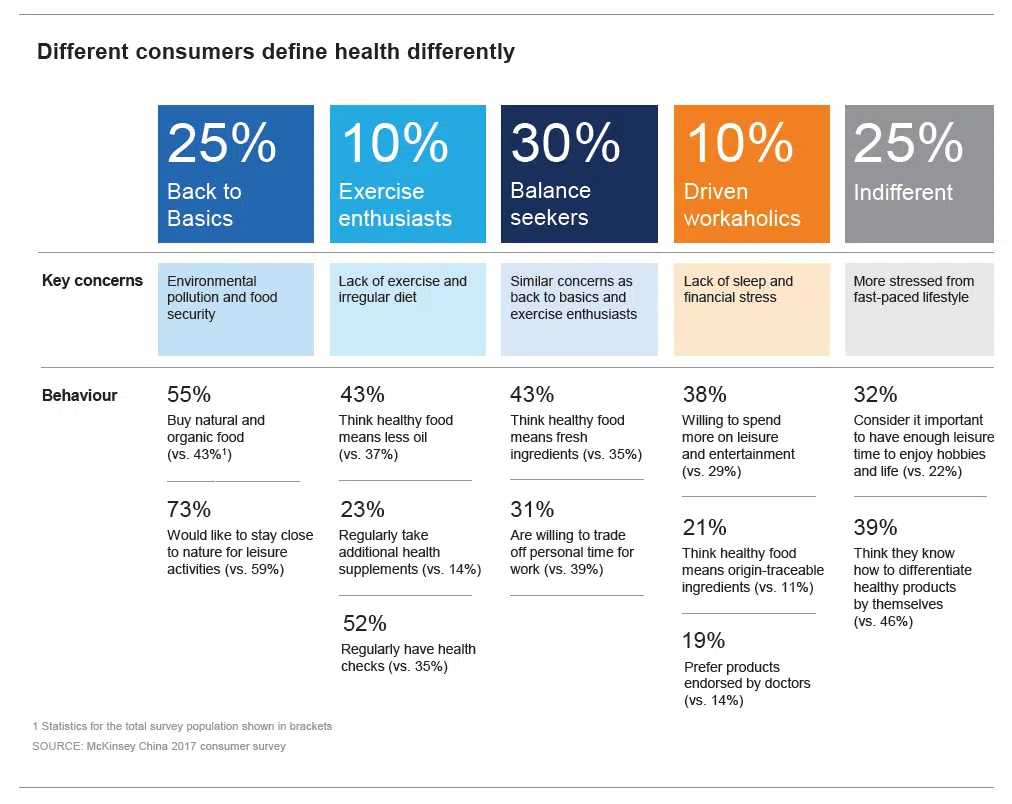 Different consumers define health differently
25%
Back to
Basics
10%
Exercise
enthusiasts
30%
Balance
seekers
10%
Driven
workaholics
25%
Indifferent
Key concerns
Environmental
pollution and food
security
Lack of exercise and
irregular diet
Similar concerns as
back to basics and
exercise enthusiasts
Lack of sleep and
financial stress
More stressed from
fast-paced lifestyle
Behaviour
55%
Buy natural and
organic food
(vs. 43%¹)
73%
Would like to stay close
to nature for leisure
activities (vs. 59%)
43%
Think healthy food
means less oil
(vs. 37%)
23%
Regularly take
additional health
supplements (vs. 14%)
52%
Regularly have health
checks (vs. 35%)
43%
Think healthy food
means fresh
ingredients (vs. 35%)
31%
Are willing to trade
off personal time for
work (vs. 39%)
38%
Willing to spend
more on leisure
and entertainment
(vs. 29%)
21%
Think healthy food
means origin-traceable
ingredients (vs. 11%)
19%
Prefer products
endorsed by doctors
(vs. 14%)
32%
Consider it important
to have enough leisure
time to enjoy hobbies
and life (vs. 22%)
39%
Think they know
how to differentiate
healthy products
by themselves
(vs. 46%)
1 Statistics for the total survey population shown in brackets
SOURCE: McKinsey China 2017 consumer survey